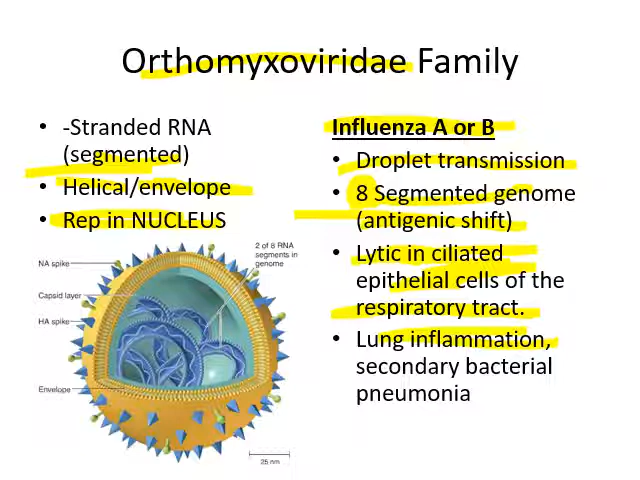 Orthomyxoviridae Family
• -Stranded RNA
(segmented)
• Helical/envelope
• Rep in NUCLEUS
Influenza A or B
• Droplet transmission
• 8 Segmented genome
(antigenic shift)
• Lytic in ciliated
epithelial cells of the
respiratory tract.
• Lung inflammation,
secondary bacterial
pneumonia
2 of 8 RNA
segments in
genome
NA spike
Capsid layer
HA spike
Envelope
25 nm